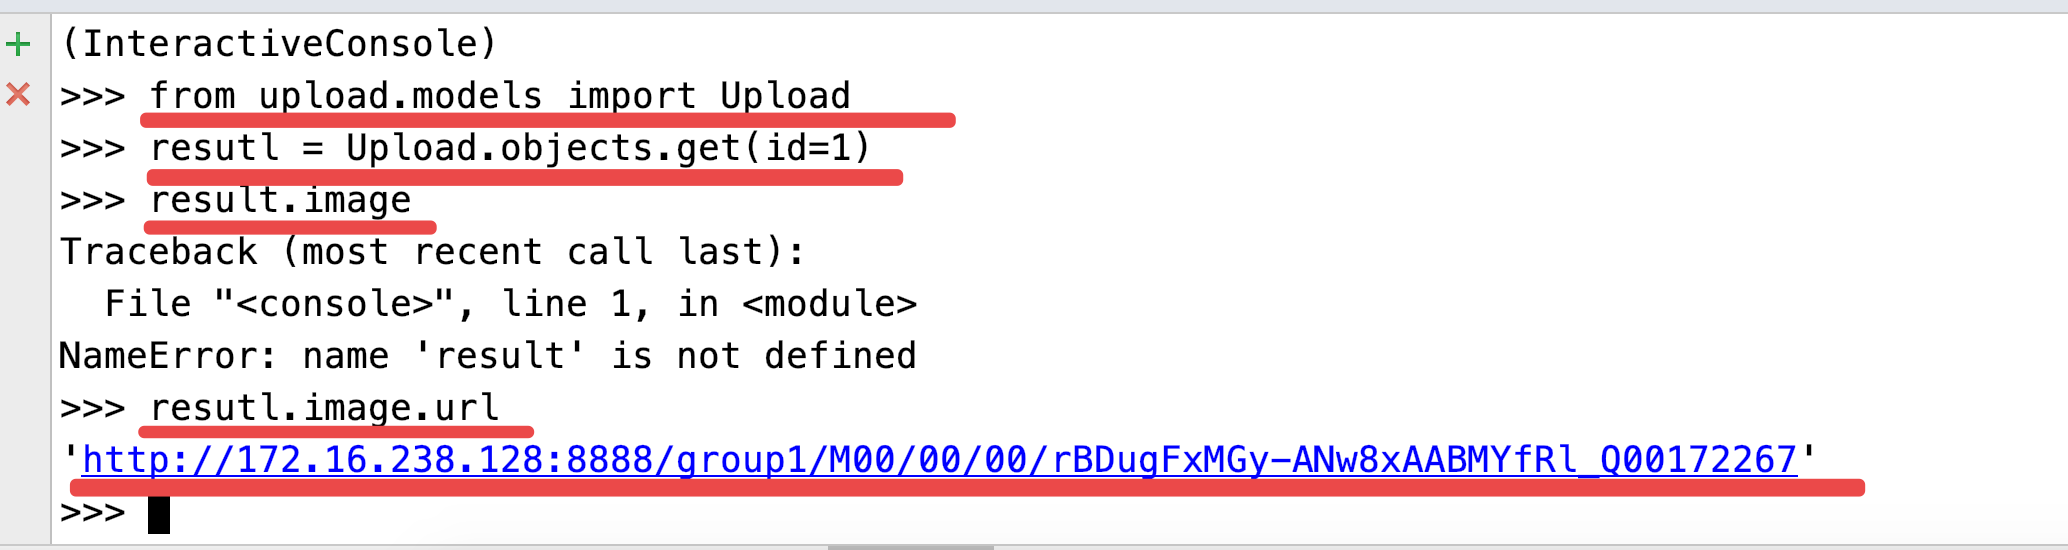 (InteractiveConsole)
>>> from upload.models import Upload
>>> resutl = Upload.objects.get(id=1)
>>> result.image
Traceback (most recent call last):
  File "<console>", line 1, in <module>
NameError: name 'result' is not defined
>>> resutl.image.url
'http://172.16.238.128:8888/group1/M00/00/00/rBDugFxMGy-ANw8xAABMYfRl_Q00172267'
>>>